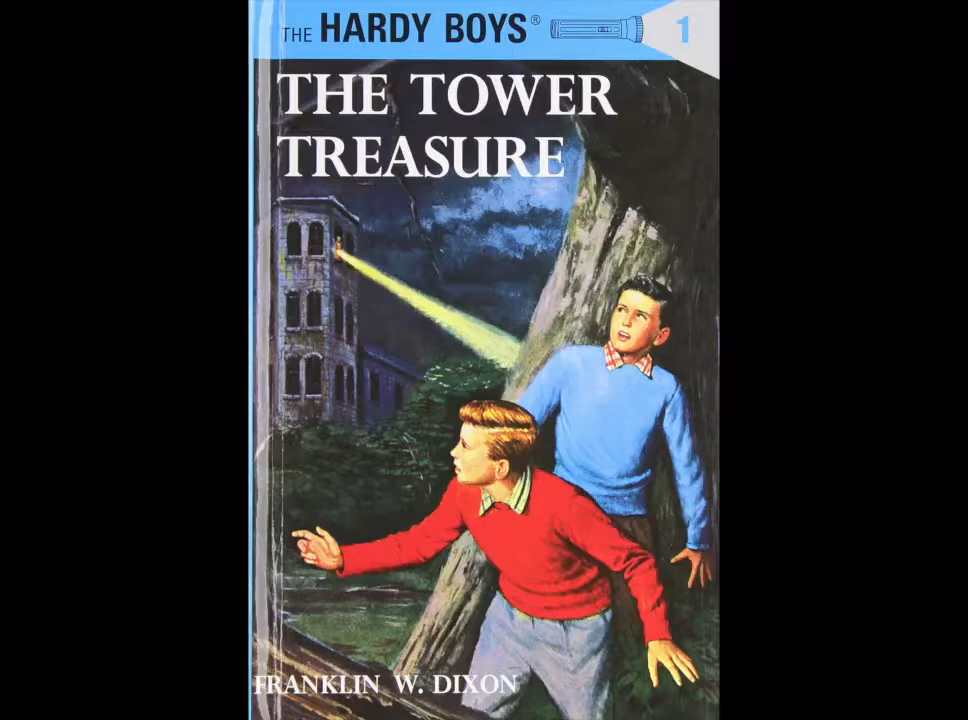 THE HARDY BOYS® 1
THE TOWER
TREASURE
FRANKLIN W. DIXON